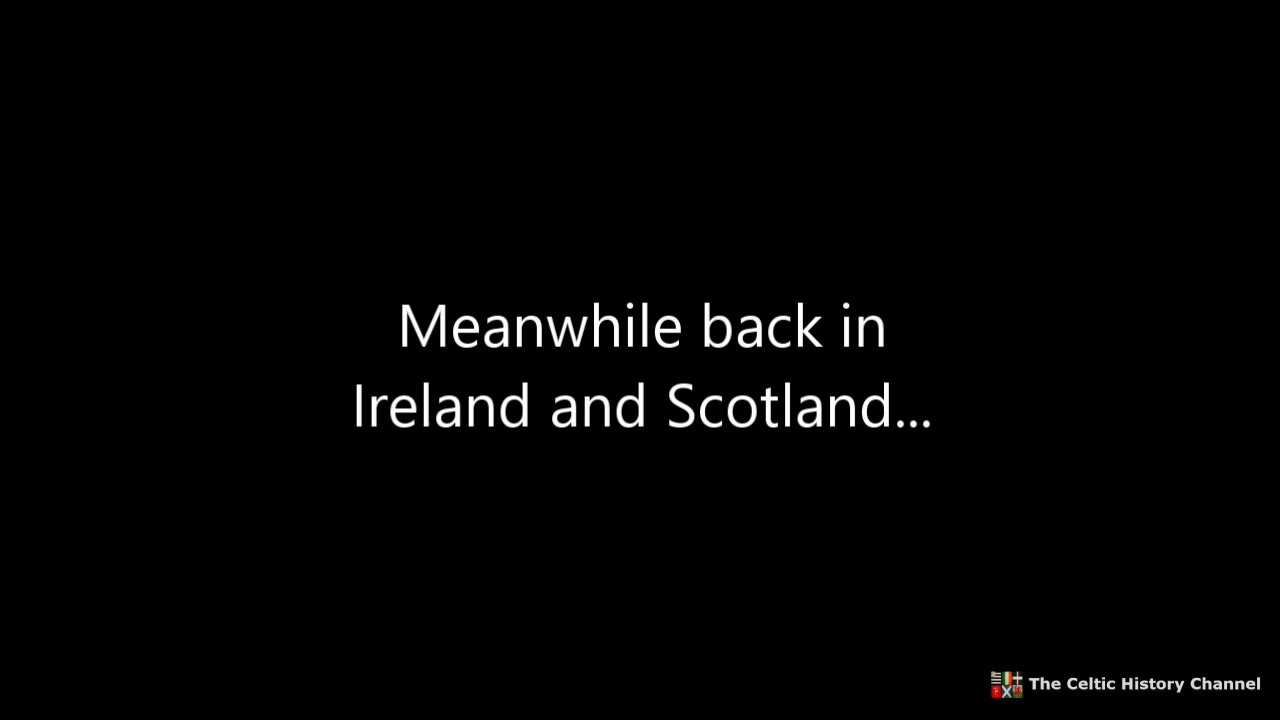 Meanwhile back in
Ireland and Scotland...
The Celtic History Channel